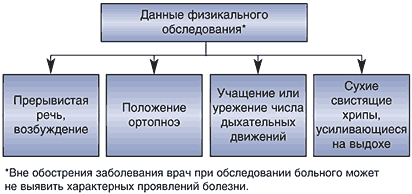 Данные физикального
обследования*
Прерывистая
речь,
возбуждение
Положение
ортопноэ
Учащение или
урежение числа
дыхательных
движений
Сухие
свистящие
хрипы,
усиливающиеся
на выдохе
*Вне обострения заболевания врач при обследовании больного может
не выявить характерных проявлений болезни.